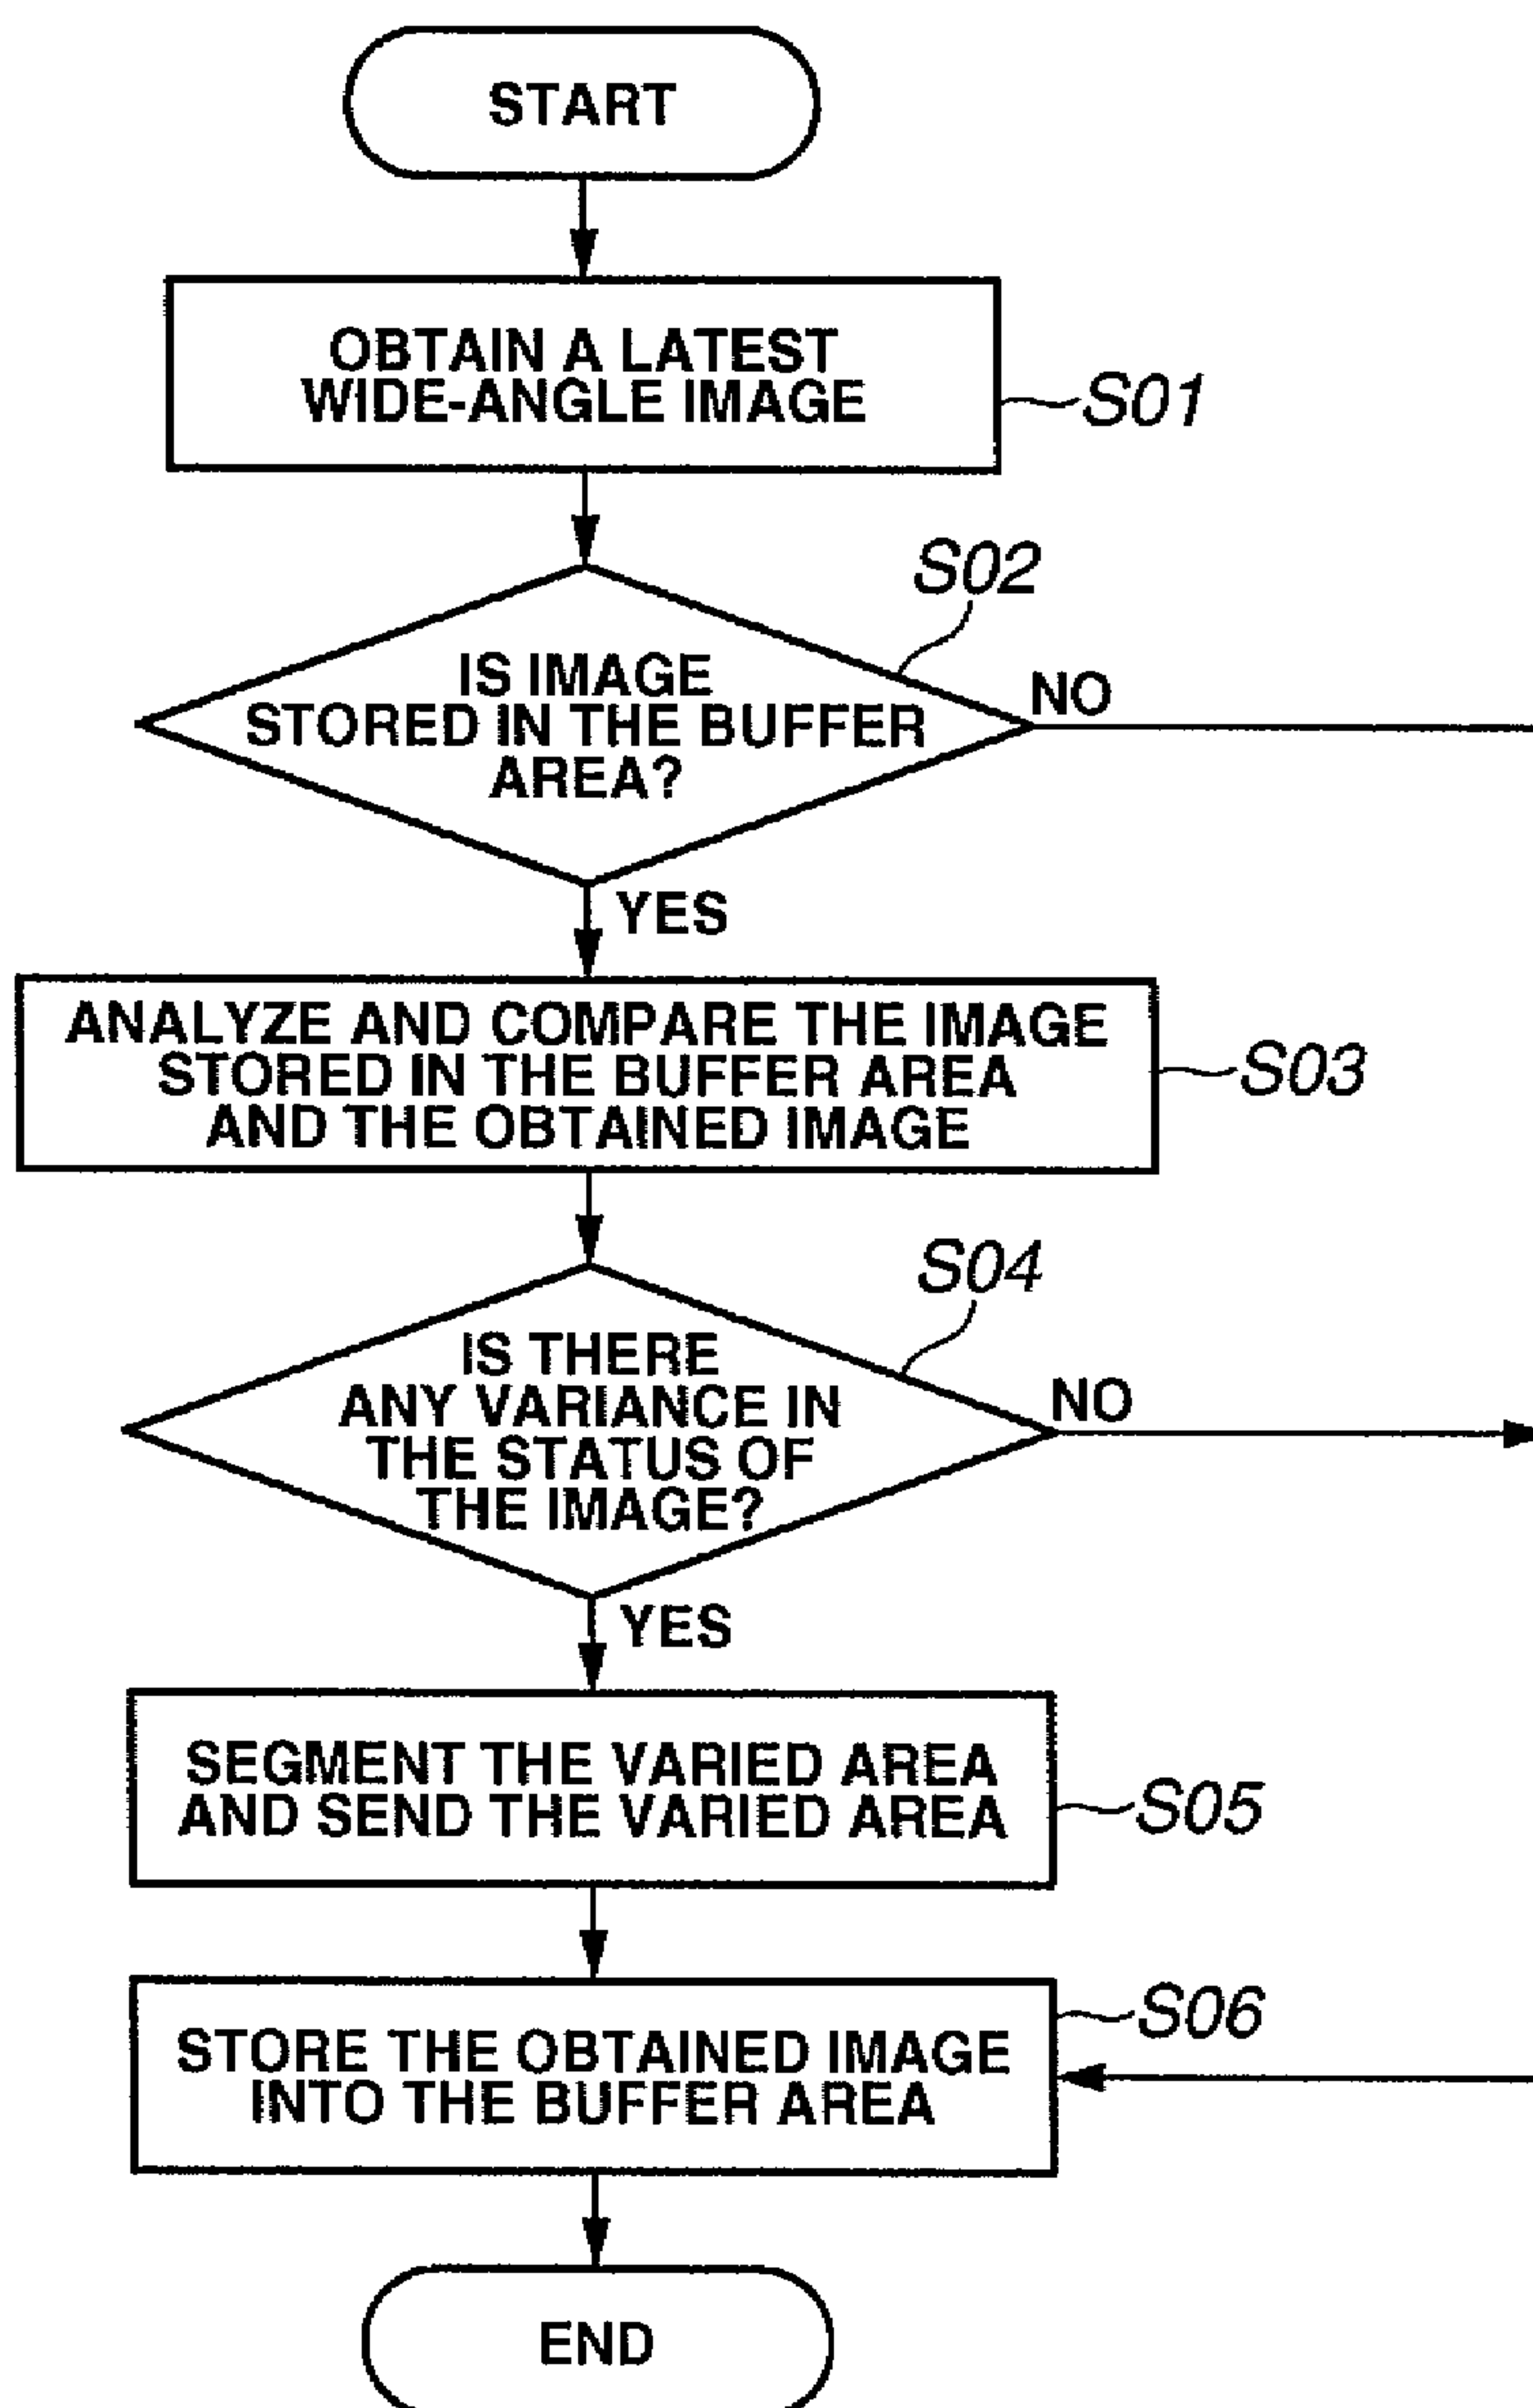 START
OBTAIN A LATEST
WIDE-ANGLE IMAGE
S01
S02
IS IMAGE
STORED IN THE BUFFER
AREA?
NO
YES
ANALYZE AND COMPARE THE IMAGE
STORED IN THE BUFFER AREA
AND THE OBTAINED IMAGE
S03
S04
IS THERE
ANY VARIANCE IN
THE STATUS OF
THE IMAGE?
NO
YES
SEGMENT THE VARIED AREA
AND SEND THE VARIED AREA
S05
S06
STORE THE OBTAINED IMAGE
INTO THE BUFFER AREA
END